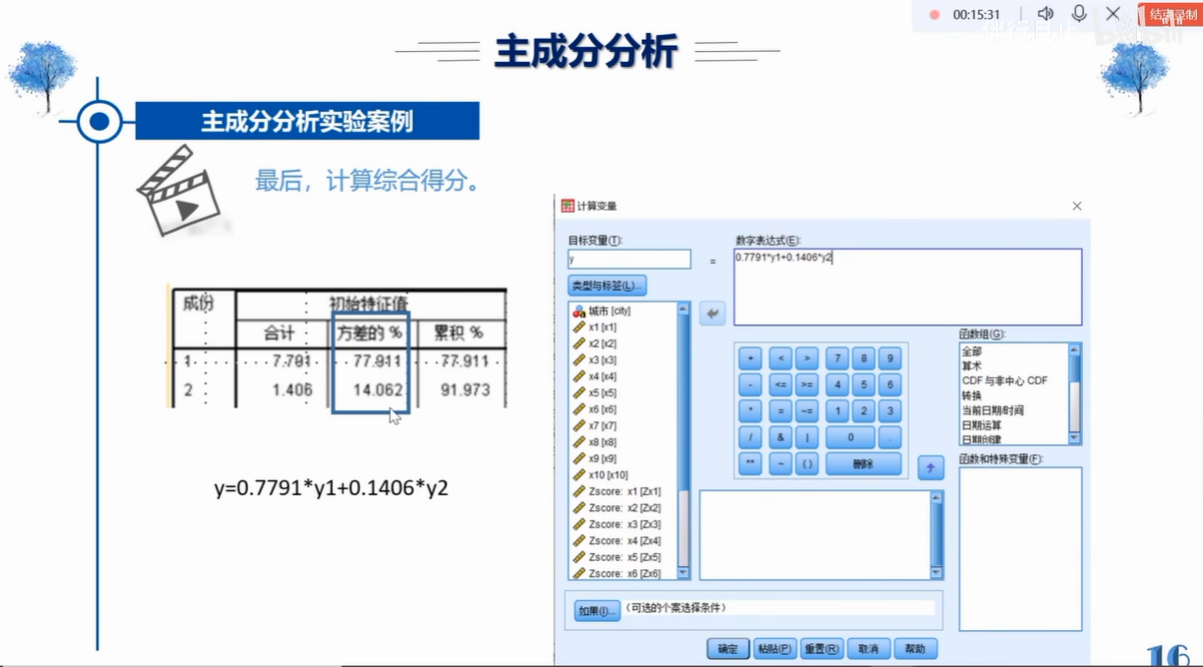 00:15:31
结束录制
主成分分析
主成分分析实验案例
最后，计算综合得分。
成份
初始特征值
合计
方差的 %
累积 %
1
7.791
77.911
77.911
2
1.406
14.062
91.973
y=0.7791*y1+0.1406*y2
计算变量
目标变量(T):
y
=
数字表达式(E):
0.7791*y1+0.1406*y2
类型与标签(L)...
城市 [city]
x1 [x1]
x2 [x2]
x3 [x3]
x4 [x4]
x5 [x5]
x6 [x6]
x7 [x7]
x8 [x8]
x9 [x9]
x10 [x10]
Zscore: x1 [Zx1]
Zscore: x2 [Zx2]
Zscore: x3 [Zx3]
Zscore: x4 [Zx4]
Zscore: x5 [Zx5]
Zscore: x6 [Zx6]
+ < > 7 8 9
- <= >= 4 5 6
* = ~= 1 2 3
/ & | 0 .
** ~ ( ) 删除
函数组(G):
全部
算术
CDF 与非中心 CDF
转换
当前日期/时间
日期运算
日期创建
函数和特殊变量(F):
如果(I)...
(可选的个案选择条件)
确定
粘贴(P)
重置(R)
取消
帮助
16